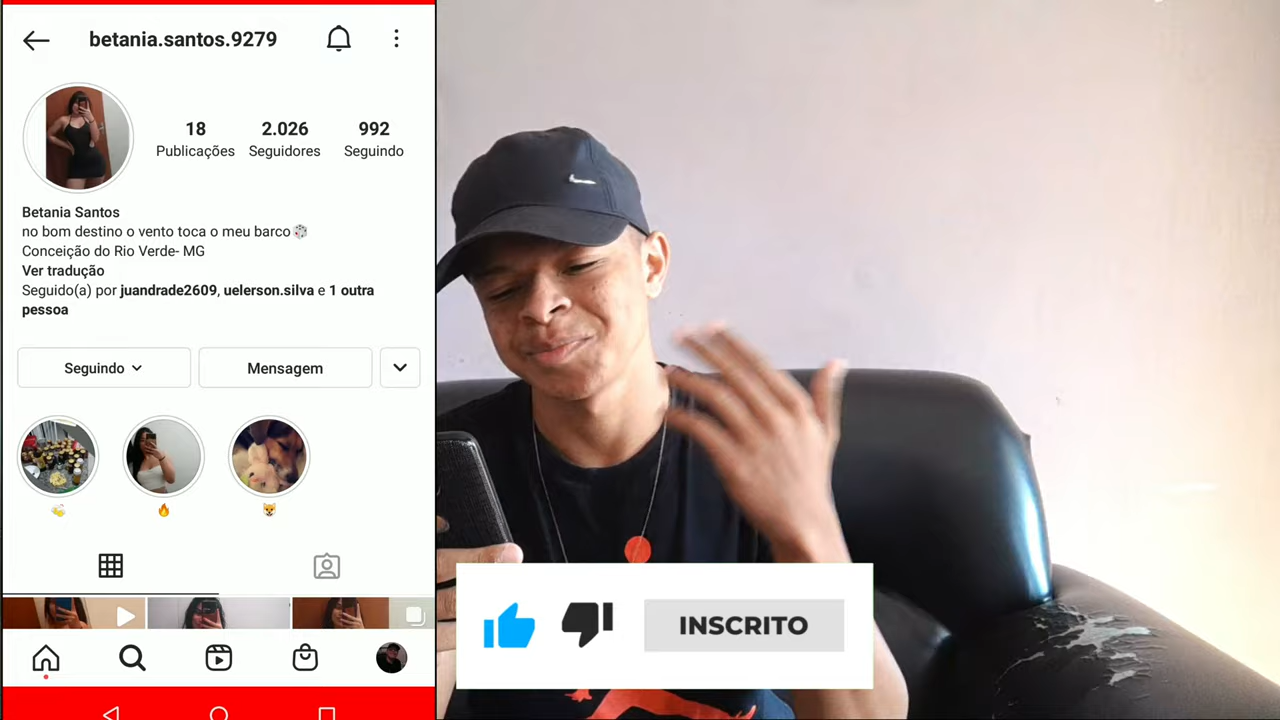 betania.santos.9279
18
2.026
992
Publicações
Seguidores
Seguindo
Betania Santos
no bom destino o vento toca o meu barco🎲
Conceição do Rio Verde- MG
Ver tradução
Seguido(a) por juandrade2609, uelerson.silva e 1 outra
pessoa
Seguindo
Mensagem
INSCRITO